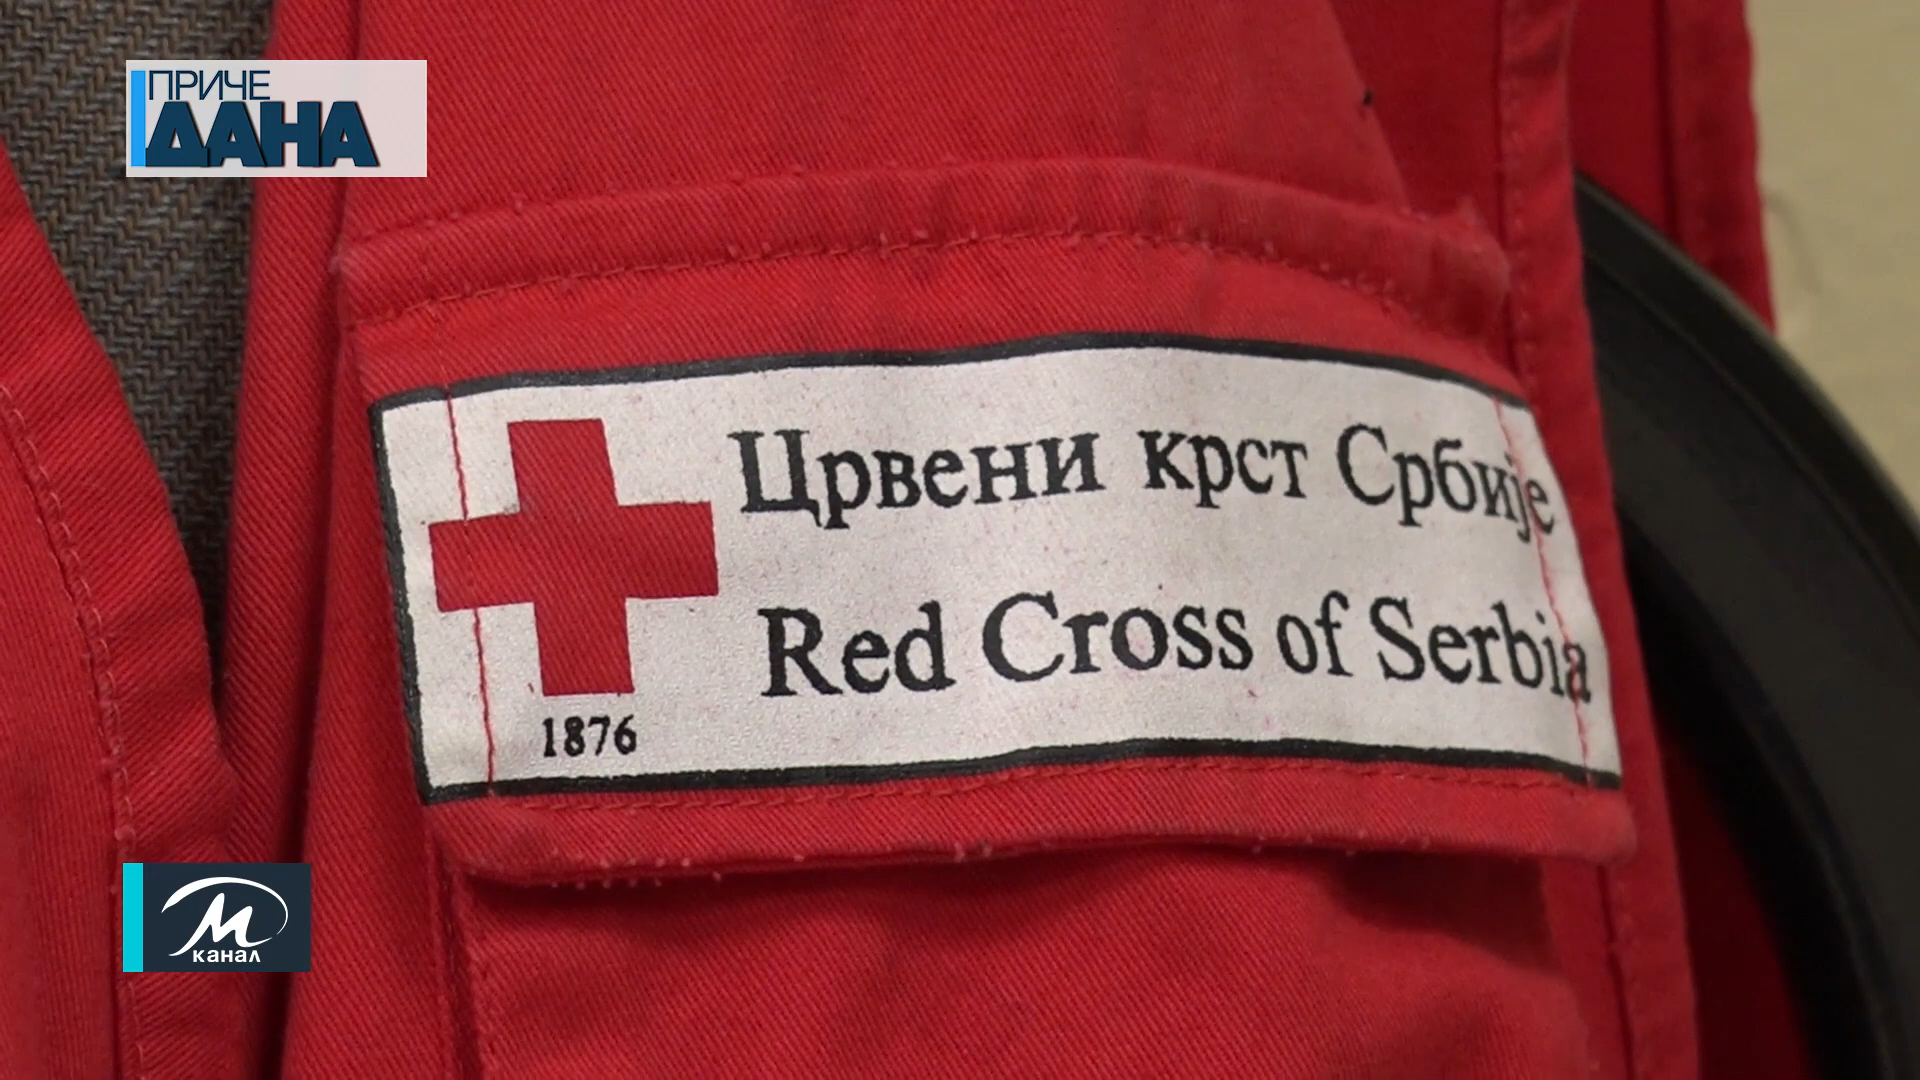 ПРИЧЕ
ДАНА
Црвени крст Србије
Red Cross of Serbia
1876
М
канал